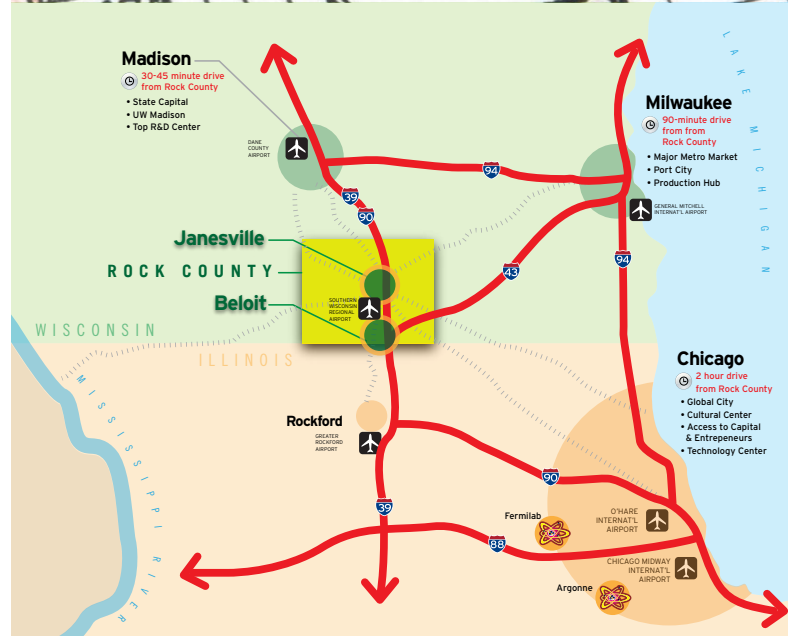 Madison
30-45 minute drive
from Rock County
• State Capital
• UW Madison
• Top R&D Center
DANE
COUNTY
AIRPORT
LAKE MICHIGAN
Milwaukee
90-minute drive
from from
Rock County
• Major Metro Market
• Port City
• Production Hub
GENERAL MITCHELL
INTERNAT'L AIRPORT
94
39
90
94
43
Janesville
ROCK COUNTY
Beloit
SOUTHERN
WISCONSIN
REGIONAL
AIRPORT
WISCONSIN
ILLINOIS
MISSISSIPPI RIVER
Chicago
2 hour drive
from Rock County
• Global City
• Cultural Center
• Access to Capital
& Entrepeneurs
• Technology Center
Rockford
GREATER
ROCKFORD
AIRPORT
90
39
88
Fermilab
O'HARE
INTERNAT'L
AIRPORT
CHICAGO MIDWAY
INTERNAT'L
AIRPORT
Argonne